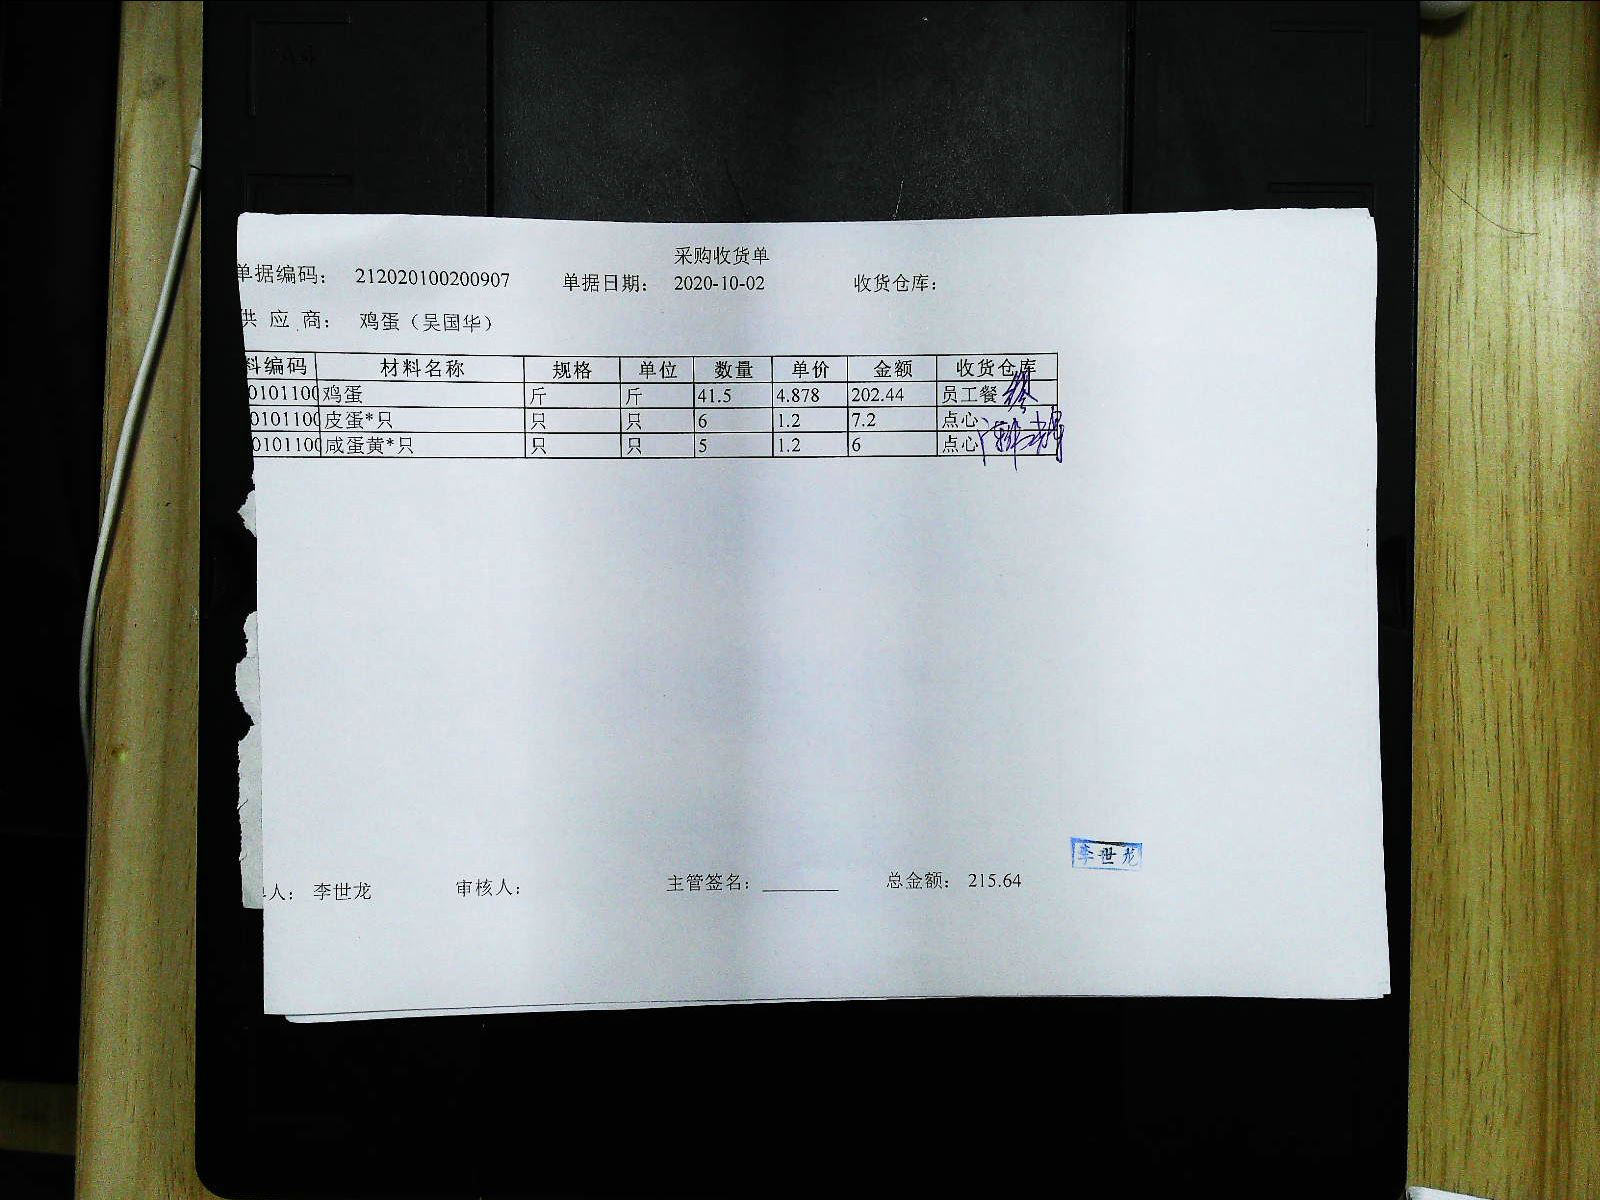 采购收货单
单据编码： 212020100200907 单据日期： 2020-10-02 收货仓库：
供 应 商： 鸡蛋（吴国华）
料编码 材料名称 规格 单位 数量 单价 金额 收货仓库
0101100 鸡蛋 斤 斤 41.5 4.878 202.44 员工餐
0101100 皮蛋*只 只 只 6 1.2 7.2 点心
0101100 咸蛋黄*只 只 只 5 1.2 6 点心
李世龙
人： 李世龙 审核人： 主管签名： 总金额： 215.64